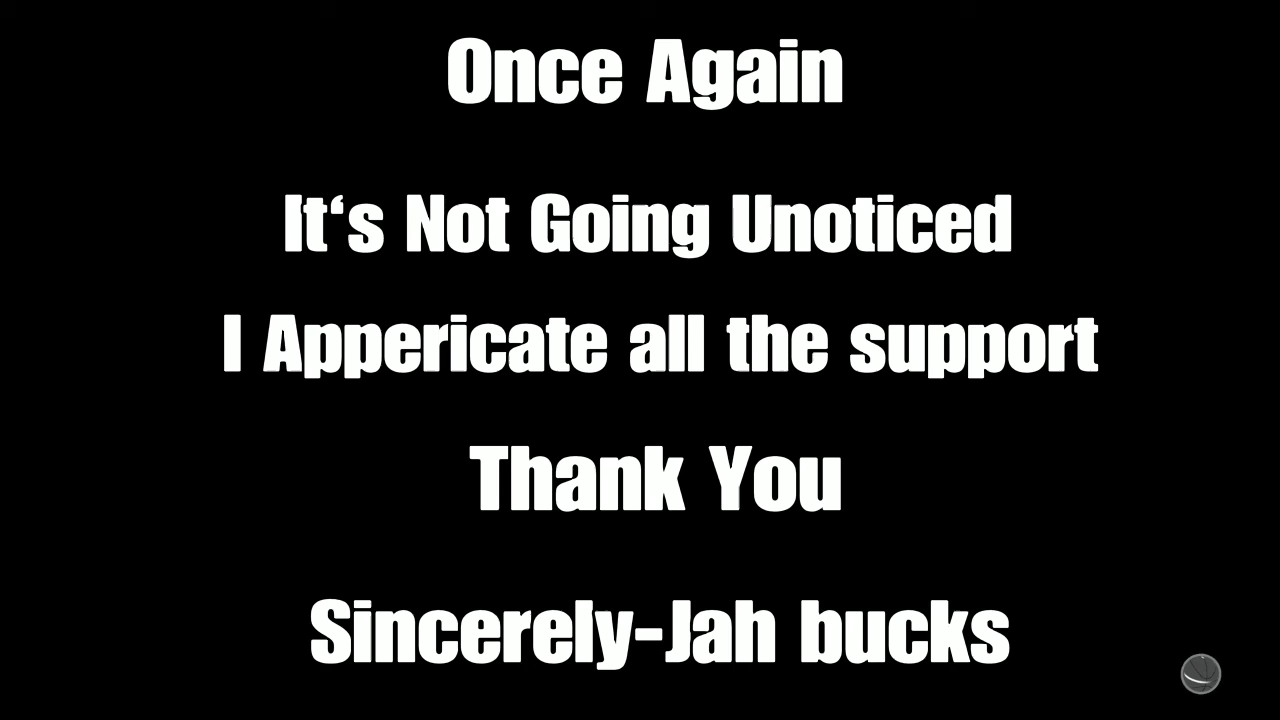 Once Again
It‘s Not Going Unoticed
I Appericate all the support
Thank You
Sincerely-Jah bucks